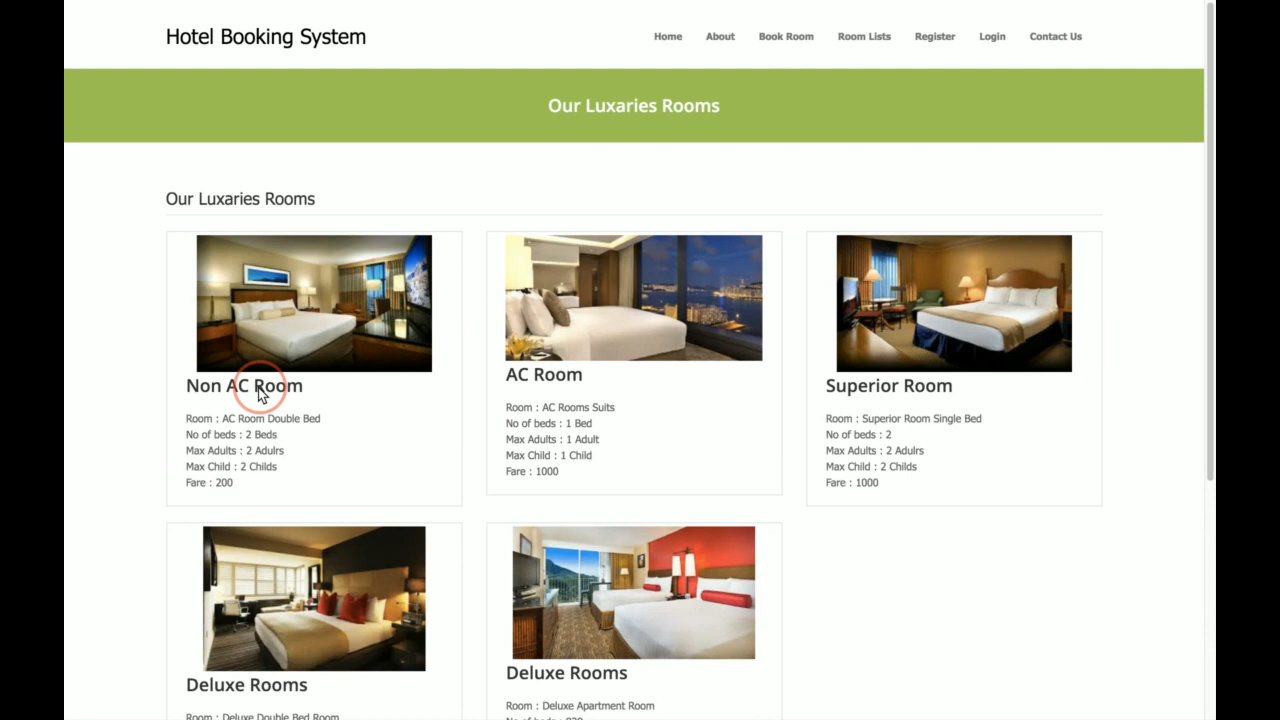 Hotel Booking System
Home About Book Room Room Lists Register Login Contact Us
Our Luxaries Rooms
Our Luxaries Rooms
Non AC Room
Room : AC Room Double Bed
No of beds : 2 Beds
Max Adults : 2 Adulrs
Max Child : 2 Childs
Fare : 200
AC Room
Room : AC Rooms Suits
No of beds : 1 Bed
Max Adults : 1 Adult
Max Child : 1 Child
Fare : 1000
Superior Room
Room : Superior Room Single Bed
No of beds : 2
Max Adults : 2 Adulrs
Max Child : 2 Childs
Fare : 1000
Deluxe Rooms
Room : Deluxe Double Bed Room
Deluxe Rooms
Room : Deluxe Apartment Room